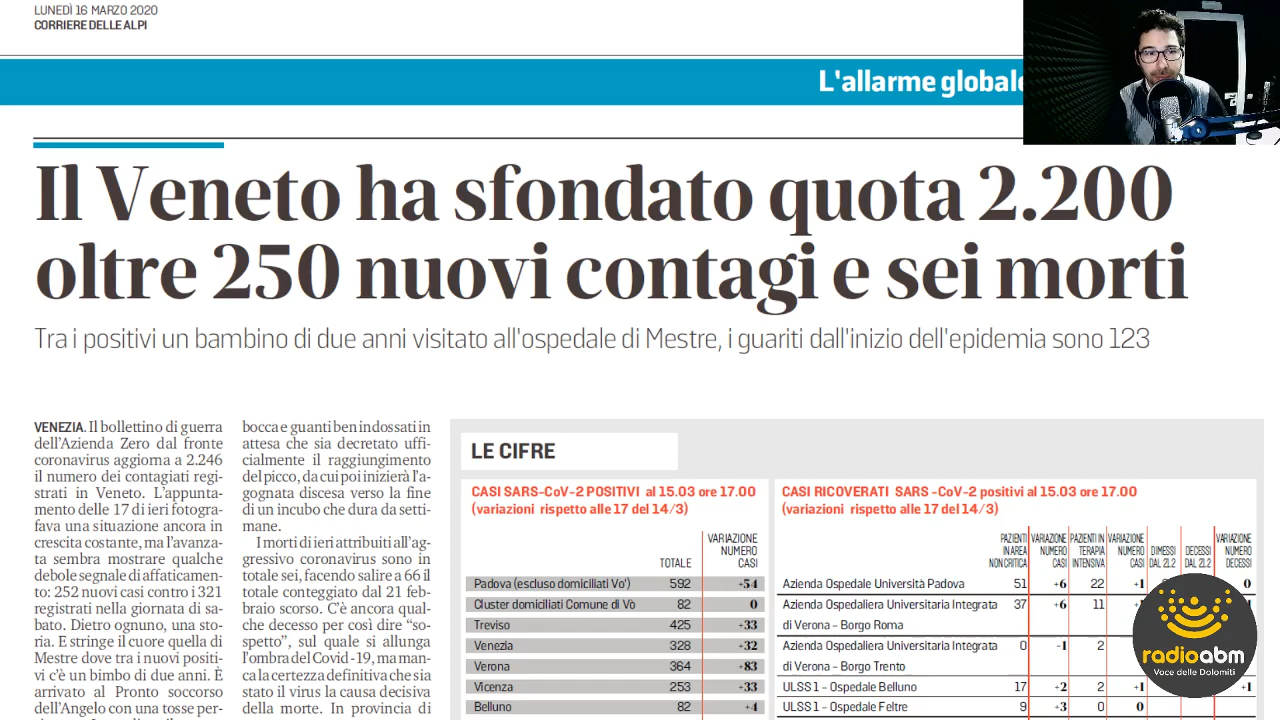 LUNEDÌ 16 MARZO 2020
CORRIERE DELLE ALPI
L'allarme globale
Il Veneto ha sfondato quota 2.200
oltre 250 nuovi contagi e sei morti
Tra i positivi un bambino di due anni visitato all'ospedale di Mestre, i guariti dall'inizio dell'epidemia sono 123
VENEZIA. Il bollettino di guerra
dell'Azienda Zero dal fronte
coronavirus aggiorna a 2.246
il numero dei contagiati regi-
strati in Veneto. L'appunta-
mento delle 17 di ieri fotogra-
fava una situazione ancora in
crescita costante, ma l'avanza-
ta sembra mostrare qualche
debole segnale di affaticamen-
to: 252 nuovi casi contro i 321
registrati nella giornata di sa-
bato. Dietro ognuno, una sto-
ria. E stringe il cuore quella di
Mestre dove tra i nuovi positi-
vi c'è un bimbo di due anni. È
arrivato al Pronto soccorso
dell'Angelo con una tosse per-
bocca e guanti ben indossati in
attesa che sia decretato uffi-
cialmente il raggiungimento
del picco, da cui poi inizierà l'a-
gognata discesa verso la fine
di un incubo che dura da setti-
mane.
I morti di ieri attribuiti all'ag-
gressivo coronavirus sono in
totale sei, facendo salire a 66 il
totale conteggiato dal 21 feb-
braio scorso. C'è ancora qual-
che decesso per così dire "so-
spetto", sul quale si allunga
l'ombra del Covid-19, ma man-
ca la certezza definitiva che sia
stato il virus la causa decisiva
della morte. In provincia di
LE CIFRE
CASI SARS-CoV-2 POSITIVI al 15.03 ore 17.00
(variazioni rispetto alle 17 del 14/3)
TOTALE VARIAZIONE NUMERO CASI
Padova (escluso domiciliati Vo') 592 +54
Cluster domiciliati Comune di Vò 82 0
Treviso 425 +33
Venezia 328 +32
Verona 364 +83
Vicenza 253 +33
Belluno 82 +4
CASI RICOVERATI SARS -CoV-2 positivi al 15.03 ore 17.00
(variazioni rispetto alle 17 del 14/3)
PAZIENTI IN AREA NON CRITICA VARIAZIONE NUMERO CASI PAZIENTI IN TERAPIA INTENSIVA VARIAZIONE NUMERO CASI DIMESSI DAL 21.2 DECESSI DAL 21.2 VARIAZIONE NUMERO DECESSI
Azienda Ospedale Università Padova 51 +6 22 +1 0
Azienda Ospedaliera Universitaria Integrata 37 +6 11
di Verona - Borgo Roma
Azienda Ospedaliera Universitaria Integrata 0 -1 2
di Verona - Borgo Trento
ULSS 1 - Ospedale Belluno 17 +2 2 +1 +1
ULSS 1 - Ospedale Feltre 9 +3 0 0
radioabm
Voce delle Dolomiti